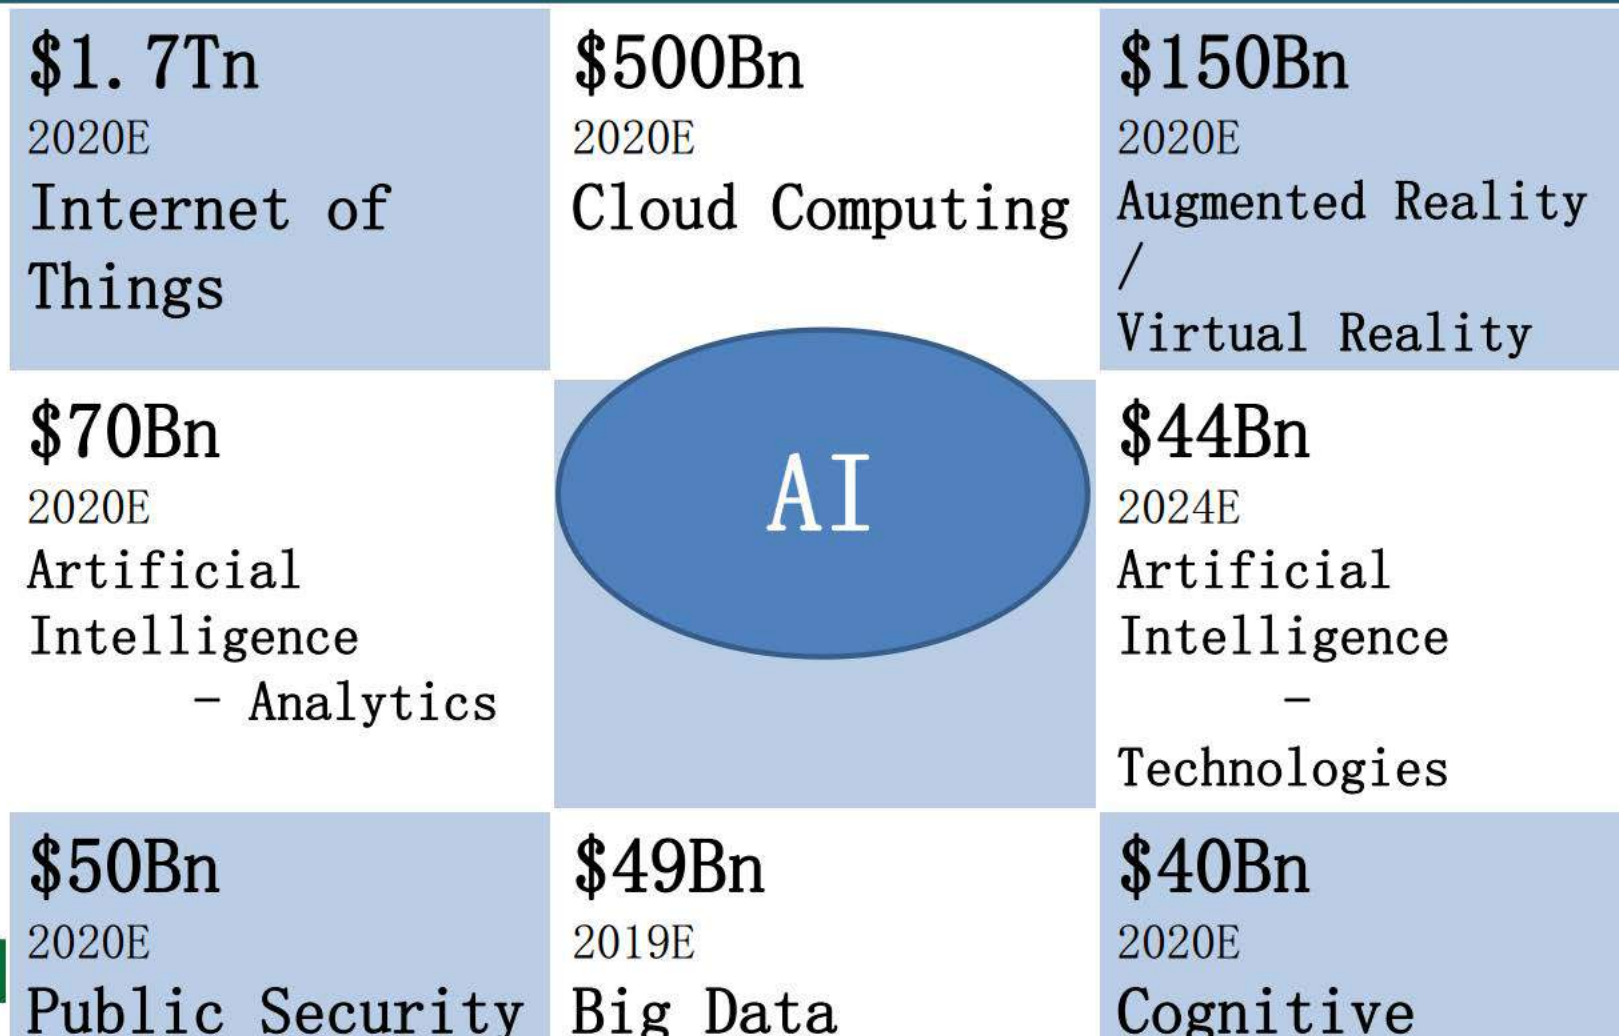 $1.7Tn
2020E
Internet of
Things
$500Bn
2020E
Cloud Computing
$150Bn
2020E
Augmented Reality
/
Virtual Reality
$70Bn
2020E
Artificial
Intelligence
- Analytics
AI
$44Bn
2024E
Artificial
Intelligence
-
Technologies
$50Bn
2020E
Public Security
$49Bn
2019E
Big Data
$40Bn
2020E
Cognitive